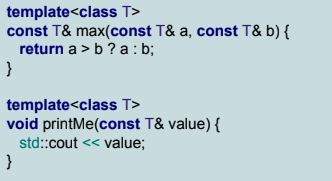 template<class T>
const T& max(const T& a, const T& b) {
  return a > b ? a : b;
}

template<class T>
void printMe(const T& value) {
  std::cout << value;
}